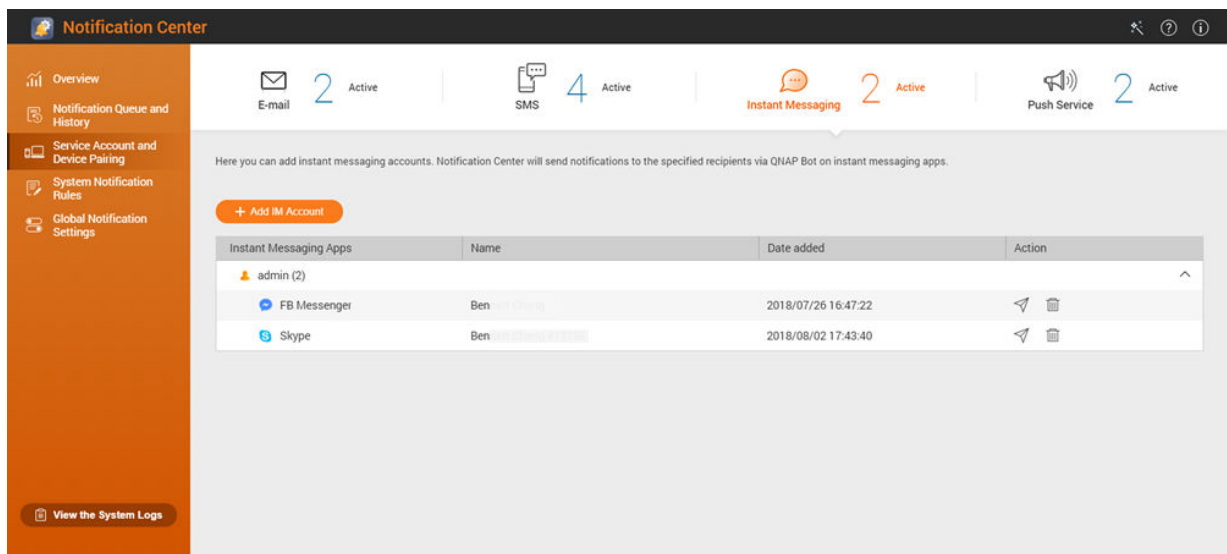 Notification Center
Overview
Notification Queue and
History
Service Account and
Device Pairing
System Notification
Rules
Global Notification
Settings
View the System Logs
E-mail 2 Active
SMS 4 Active
Instant Messaging 2 Active
Push Service 2 Active
Here you can add instant messaging accounts. Notification Center will send notifications to the specified recipients via QNAP Bot on instant messaging apps.
+ Add IM Account
Instant Messaging Apps Name Date added Action
admin (2)
FB Messenger Ben 2018/07/26 16:47:22
Skype Ben 2018/08/02 17:43:40